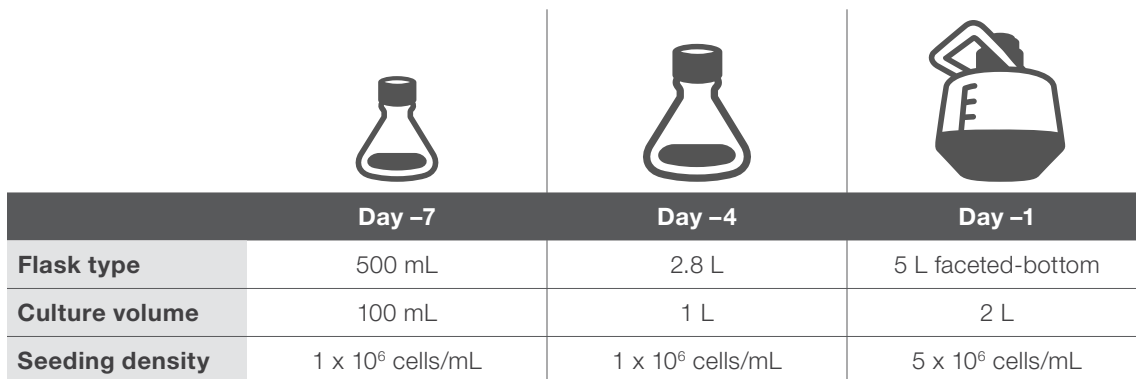 Day –7 Day –4 Day –1
Flask type 500 mL 2.8 L 5 L faceted-bottom
Culture volume 100 mL 1 L 2 L
Seeding density 1 x 10⁶ cells/mL 1 x 10⁶ cells/mL 5 x 10⁶ cells/mL